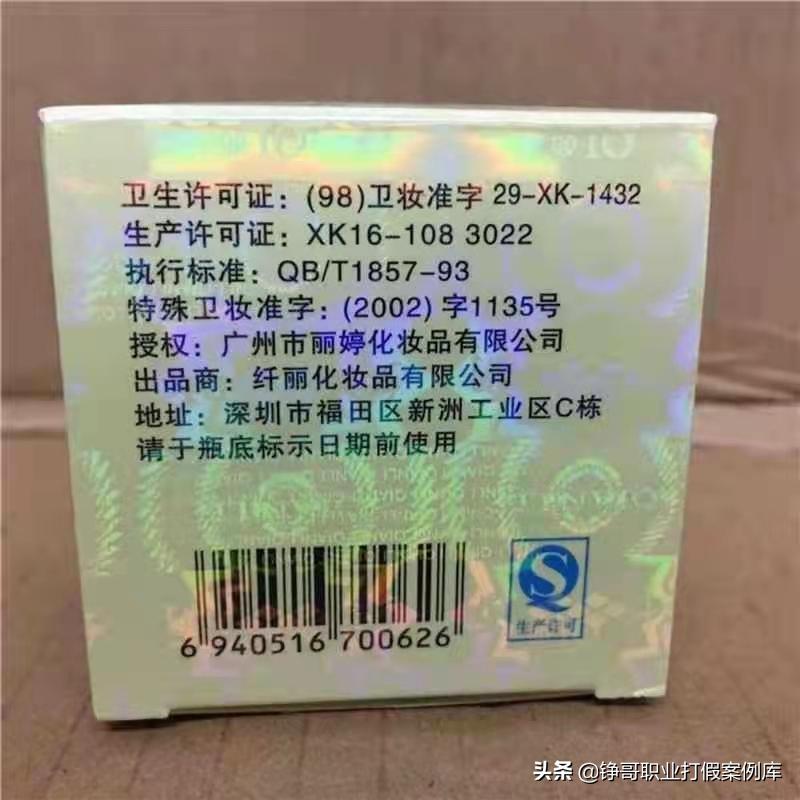 卫生许可证：(98)卫妆准字 29-XK-1432
生产许可证：XK16-108 3022
执行标准：QB/T1857-93
特殊卫妆准字：(2002) 字1135号
授权：广州市丽婷化妆品有限公司
出品商：纤丽化妆品有限公司
地址：深圳市福田区新洲工业区C栋
请于瓶底标示日期前使用
6 940516 700626
生产许可
头条 @铮哥职业打假案例库